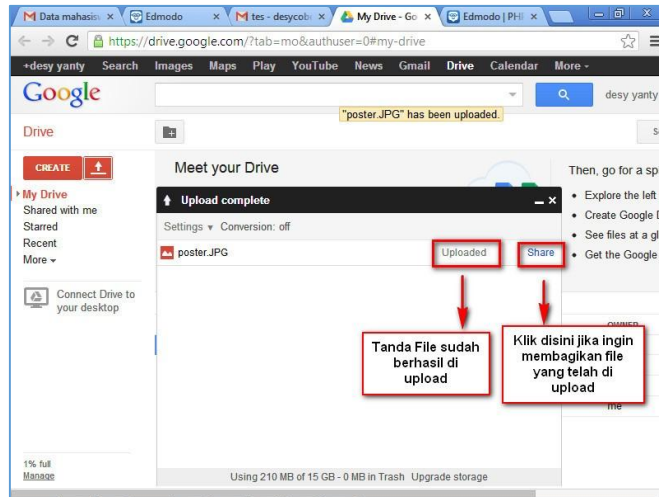 Data mahasisw
Edmodo
tes - desycob
My Drive - Go
Edmodo | PH
https://drive.google.com/?tab=mo&authuser=0#my-drive
+desy yanty Search Images Maps Play YouTube News Gmail Drive Calendar More -
Google
desy yanty
"poster.JPG" has been uploaded.
Drive
CREATE
Meet your Drive
Then, go for a sp
My Drive
Shared with me
Starred
Recent
More
Upload complete
Settings Conversion: off
poster.JPG Uploaded Share
Explore the left
Create Google D
See files at a gl
Get the Google
Connect Drive to
your desktop
OWNER
Tanda File sudah
berhasil di
upload
Klik disini jika ingin
membagikan file
yang telah di
upload
me
1% full
Manage
Using 210 MB of 15 GB - 0 MB in Trash Upgrade storage